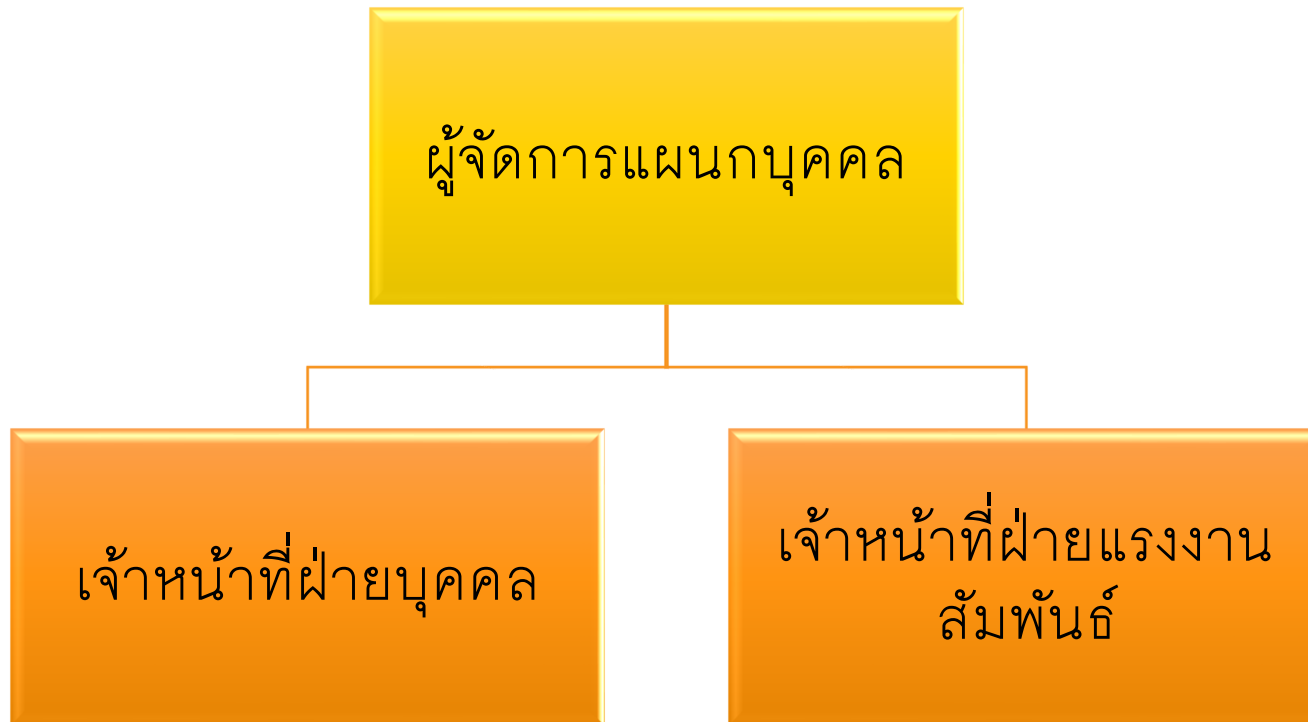 ผู้จัดการแผนกบุคคล
เจ้าหน้าที่ฝ่ายบุคคล
เจ้าหน้าที่ฝ่ายแรงงาน
สัมพันธ์